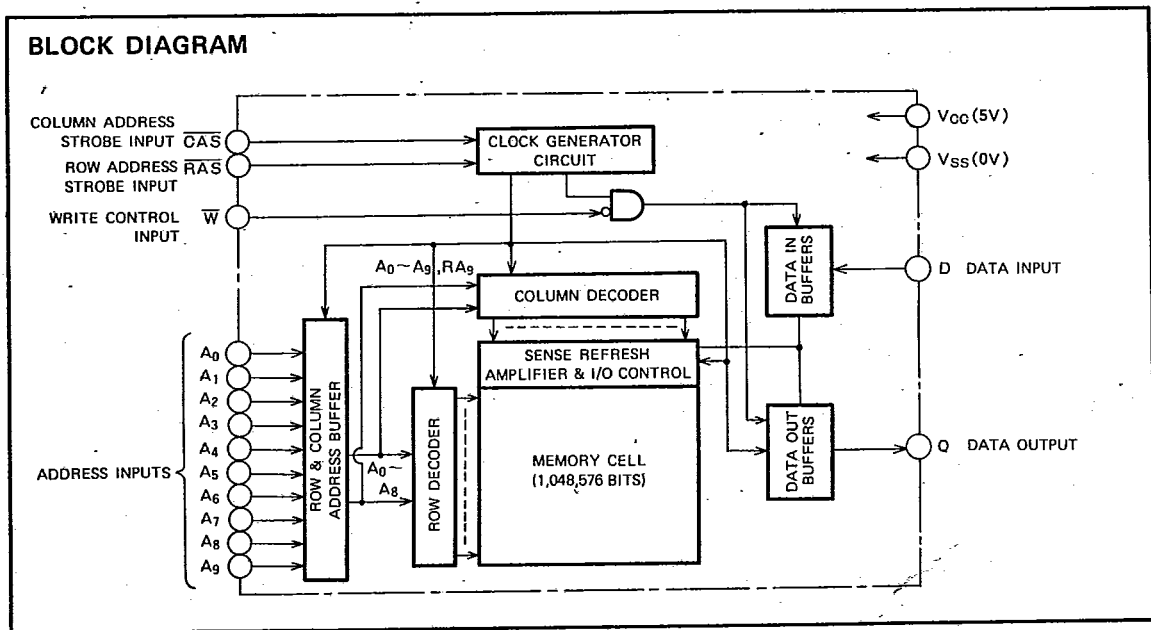 BLOCK DIAGRAM
COLUMN ADDRESS
STROBE INPUT C̅A̅S̅
ROW ADDRESS R̅A̅S̅
STROBE INPUT
WRITE CONTROL W̅
INPUT
CLOCK GENERATOR
CIRCUIT
VCC(5V)
VSS(0V)
DATA IN
BUFFERS
D DATA INPUT
A0~A9,RA9
COLUMN DECODER
SENSE REFRESH
AMPLIFIER & I/O CONTROL
ADDRESS INPUTS
A0
A1
A2
A3
A4
A5
A6
A7
A8
A9
ROW & COLUMN
ADDRESS BUFFER
A0~
A8
ROW DECODER
MEMORY CELL
(1,048,576 BITS)
DATA OUT
BUFFERS
Q DATA OUTPUT